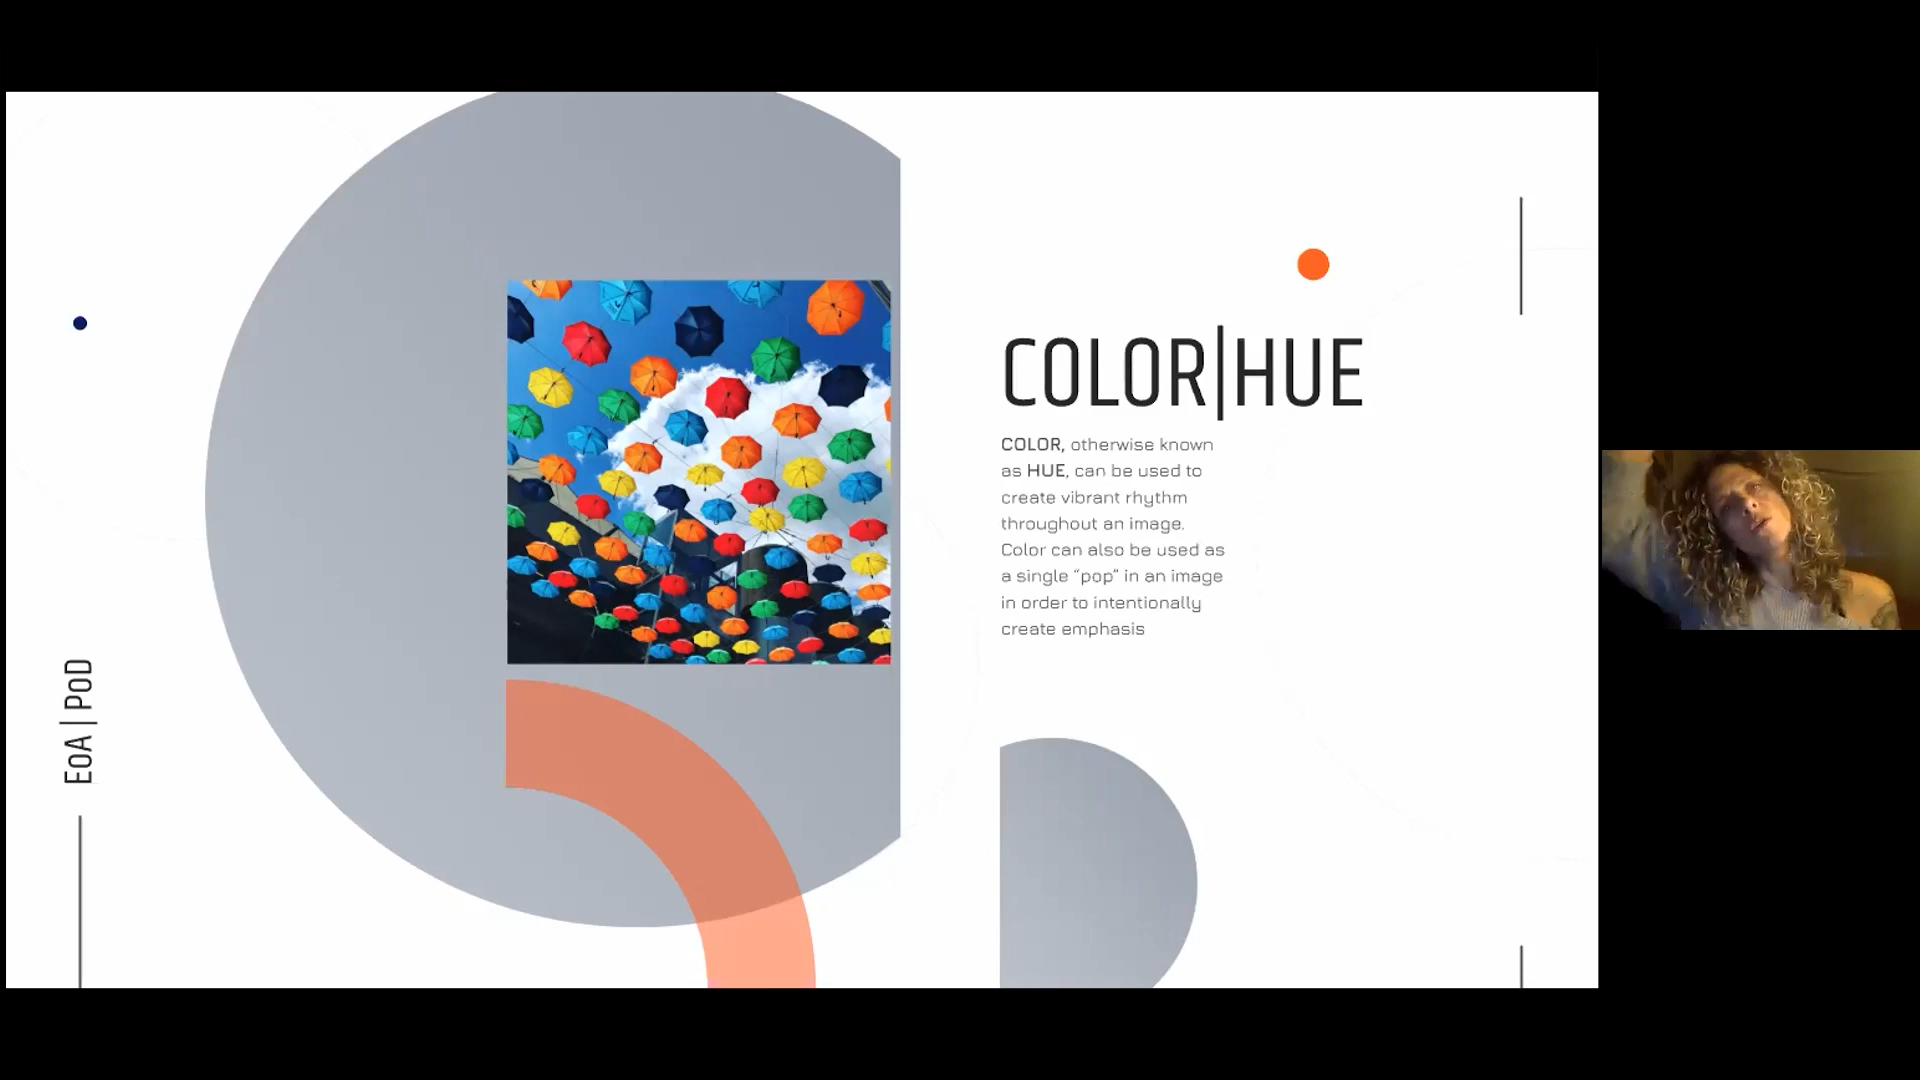 COLOR|HUE
COLOR, otherwise known
as HUE, can be used to
create vibrant rhythm
throughout an image.
Color can also be used as
a single “pop” in an image
in order to intentionally
create emphasis
EoA | PoD